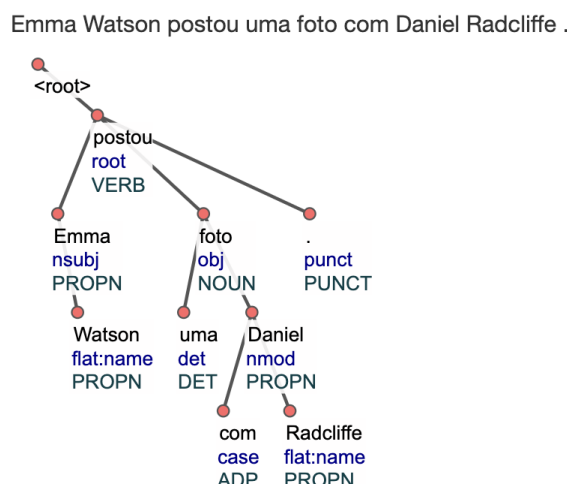 Emma Watson postou uma foto com Daniel Radcliffe .
<root>
postou
root
VERB
Emma foto .
nsubj obj punct
PROPN NOUN PUNCT
Watson uma Daniel
flat:name det nmod
PROPN DET PROPN
com Radcliffe
case flat:name
ADP PROPN